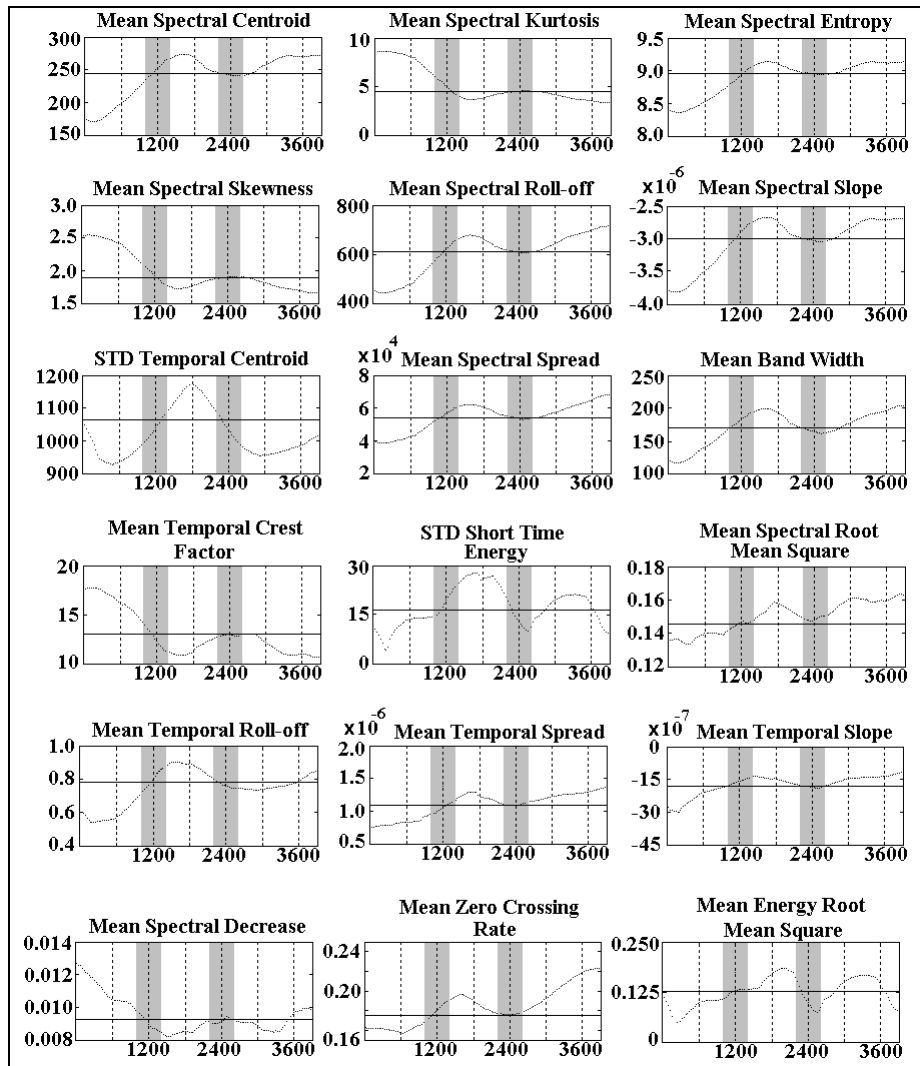 Mean Spectral Centroid
300
250
200
150
1200 2400 3600
Mean Spectral Kurtosis
10
5
0
1200 2400 3600
Mean Spectral Entropy
9.5
9.0
8.5
8.0
1200 2400 3600
Mean Spectral Skewness
3.0
2.5
2.0
1.5
1200 2400 3600
Mean Spectral Roll-off
800
600
400
1200 2400 3600
x10-6
Mean Spectral Slope
-2.5
-3.0
-3.5
-4.0
1200 2400 3600
STD Temporal Centroid
1200
1100
1000
900
1200 2400 3600
x10 4
Mean Spectral Spread
8
6
4
2
1200 2400 3600
Mean Band Width
250
200
150
100
1200 2400 3600
Mean Temporal Crest
Factor
20
15
10
1200 2400 3600
STD Short Time
Energy
30
15
0
1200 2400 3600
Mean Spectral Root
Mean Square
0.18
0.16
0.14
0.12
1200 2400 3600
Mean Temporal Roll-off
1.0
0.8
0.6
0.4
1200 2400 3600
x10-6
Mean Temporal Spread
2.0
1.5
1.0
0.5
1200 2400 3600
x10-7
Mean Temporal Slope
0
-15
-30
-45
1200 2400 3600
Mean Spectral Decrease
0.014
0.012
0.010
0.008
1200 2400 3600
Mean Zero Crossing
Rate
0.24
0.20
0.16
1200 2400 3600
Mean Energy Root
Mean Square
0.250
0.125
0
1200 2400 3600